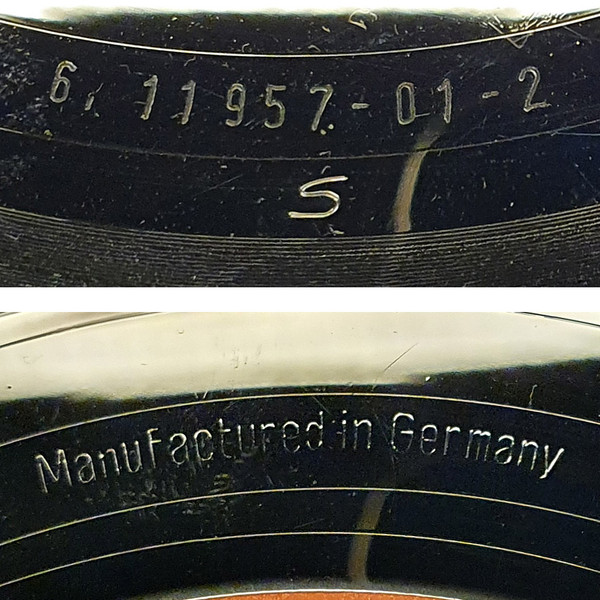 6. 11957-01-2
S
Manufactured in Germany